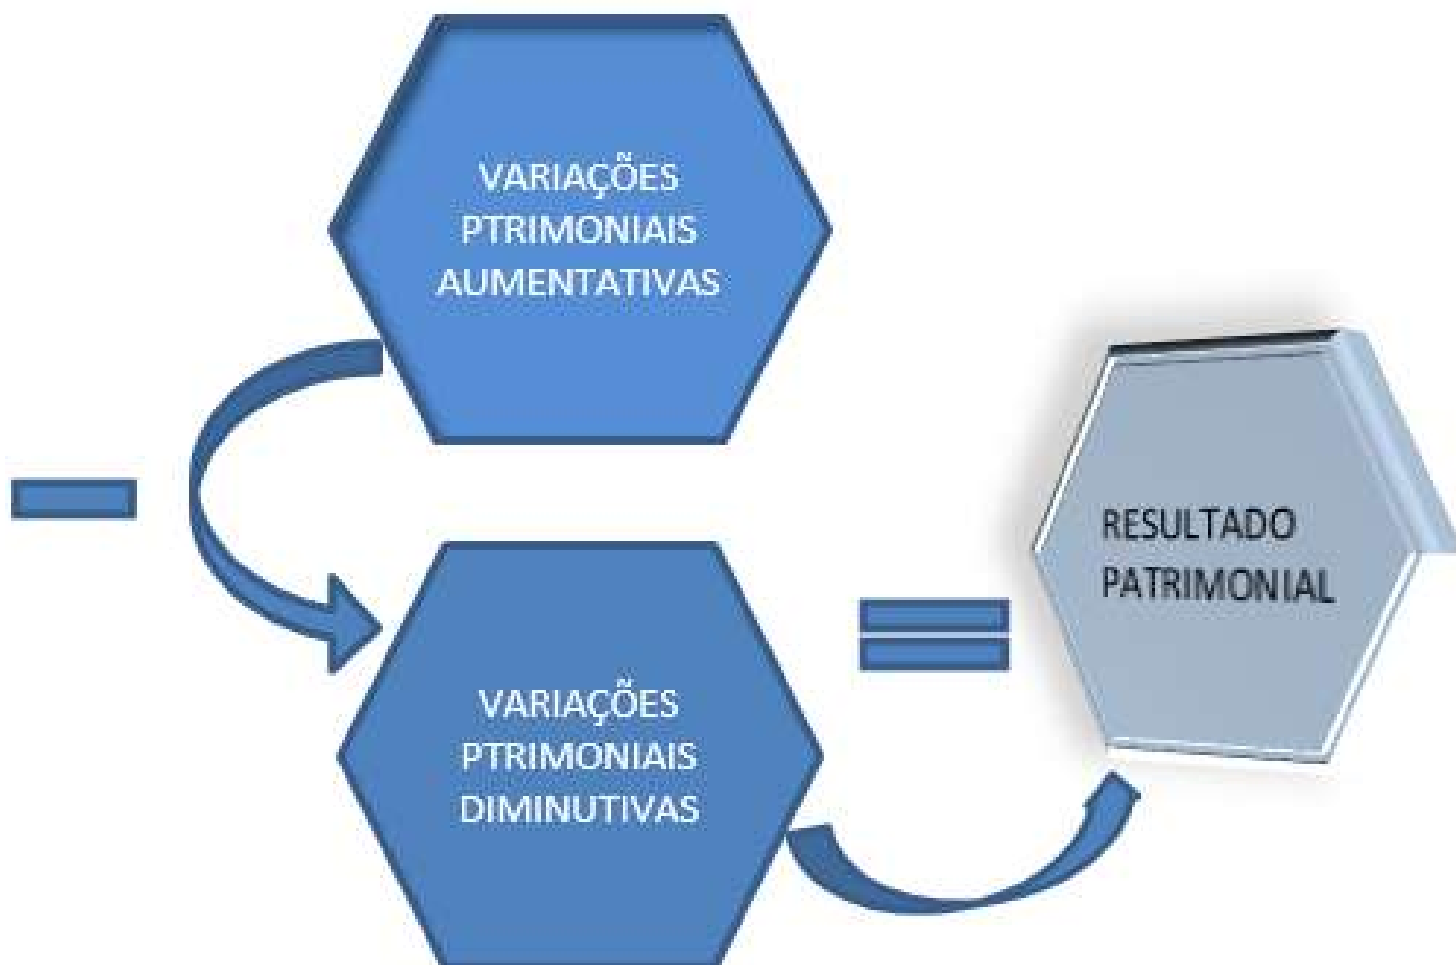 VARIAÇÕES
PTRIMONIAIS
AUMENTATIVAS
VARIAÇÕES
PTRIMONIAIS
DIMINUTIVAS
RESULTADO
PATRIMONIAL